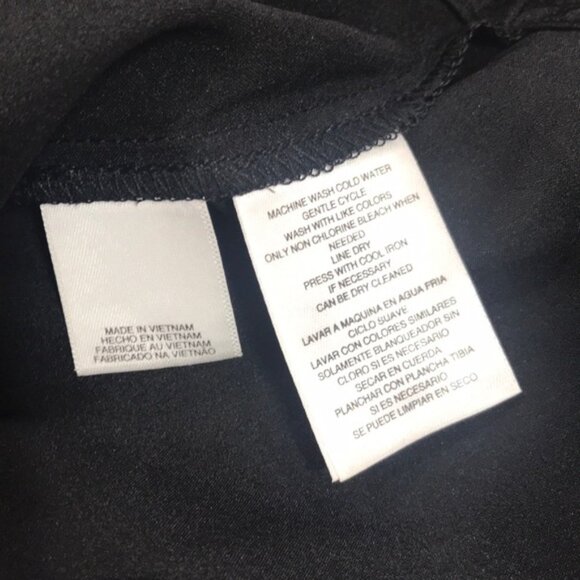 MADE IN VIETNAM
HECHO EN VIETNAM
FABRIQUE AU VIETNAM
FABRICADO NA VIETNÃO
MACHINE WASH COLD WATER
GENTLE CYCLE
WASH WITH LIKE COLORS
ONLY NON CHLORINE BLEACH WHEN
NEEDED
LINE DRY
PRESS WITH COOL IRON
IF NECESSARY
CAN BE DRY CLEANED
LAVAR A MAQUINA EN AGUA FRIA
CICLO SUAVE
LAVAR CON COLORES SIMILARES
SOLAMENTE BLANQUEADOR SIN
CLORO SI ES NECESARIO
SECAR EN CUERDA
PLANCHAR CON PLANCHA TIBIA
SI ES NECESARIO
SE PUEDE LIMPIAR EN SECO